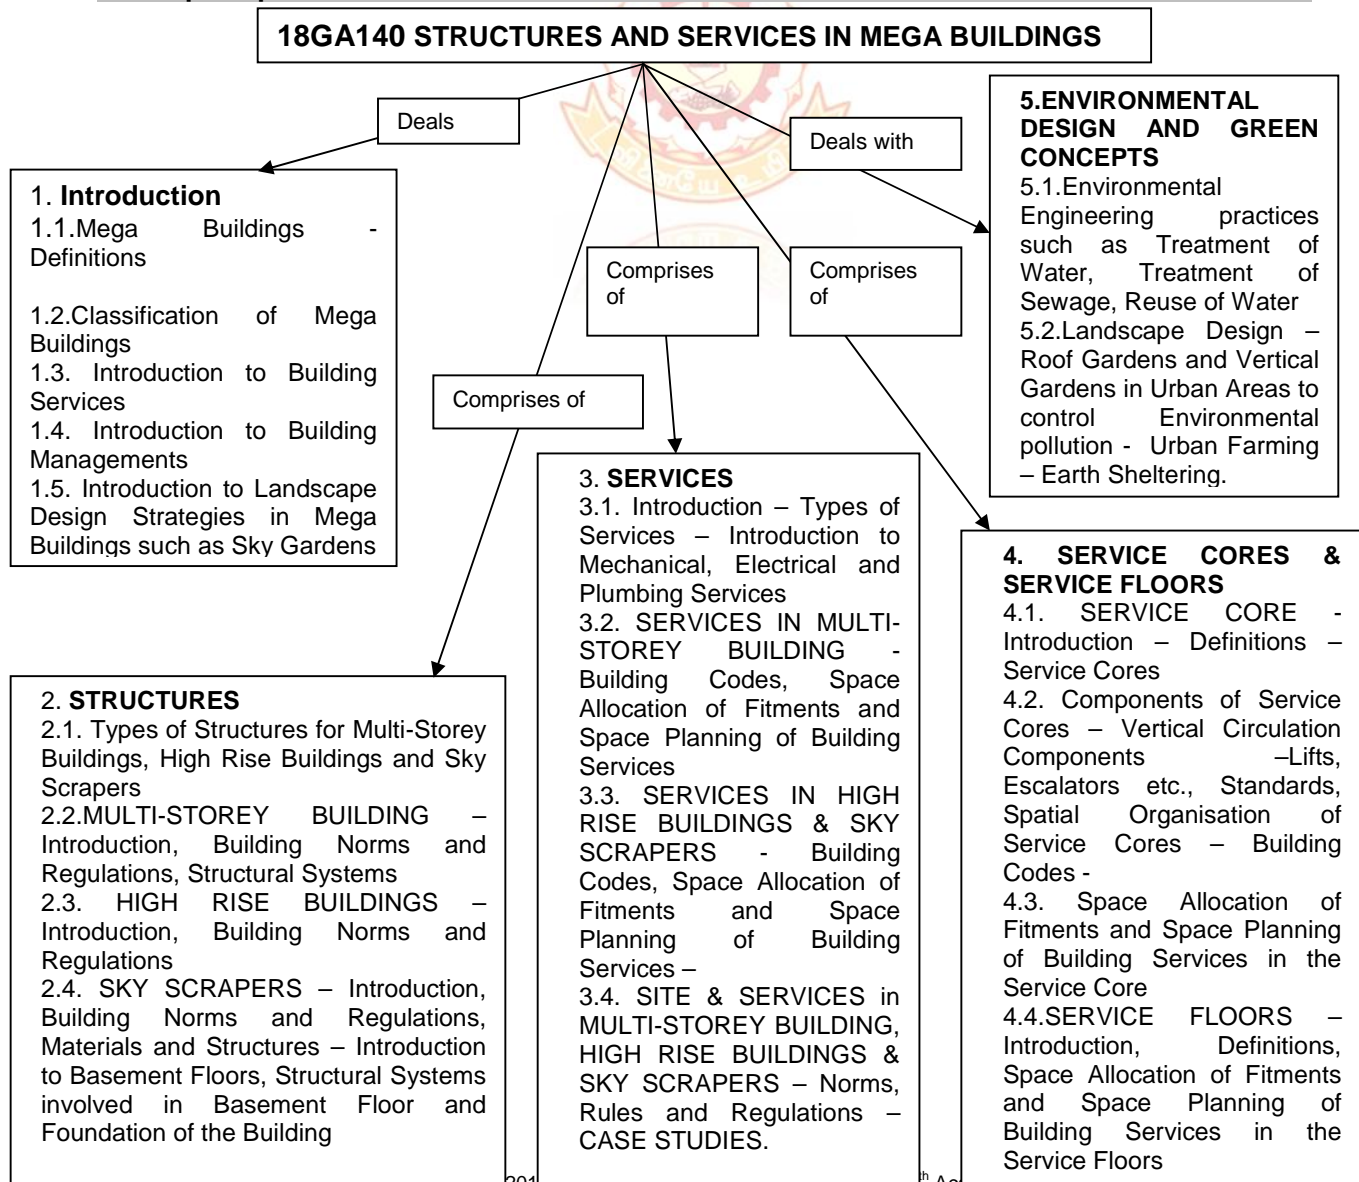 18GA140 STRUCTURES AND SERVICES IN MEGA BUILDINGS
Deals
Deals with
Comprises
of
Comprises
of
Comprises of
1. Introduction
1.1.Mega Buildings -
Definitions
1.2.Classification of Mega
Buildings
1.3. Introduction to Building
Services
1.4. Introduction to Building
Managements
1.5. Introduction to Landscape
Design Strategies in Mega
Buildings such as Sky Gardens
2. STRUCTURES
2.1. Types of Structures for Multi-Storey
Buildings, High Rise Buildings and Sky
Scrapers
2.2.MULTI-STOREY BUILDING –
Introduction, Building Norms and
Regulations, Structural Systems
2.3. HIGH RISE BUILDINGS –
Introduction, Building Norms and
Regulations
2.4. SKY SCRAPERS – Introduction,
Building Norms and Regulations,
Materials and Structures – Introduction
to Basement Floors, Structural Systems
involved in Basement Floor and
Foundation of the Building
3. SERVICES
3.1. Introduction – Types of
Services – Introduction to
Mechanical, Electrical and
Plumbing Services
3.2. SERVICES IN MULTI-
STOREY BUILDING -
Building Codes, Space
Allocation of Fitments and
Space Planning of Building
Services
3.3. SERVICES IN HIGH
RISE BUILDINGS & SKY
SCRAPERS - Building
Codes, Space Allocation of
Fitments and Space
Planning of Building
Services –
3.4. SITE & SERVICES in
MULTI-STOREY BUILDING,
HIGH RISE BUILDINGS &
SKY SCRAPERS – Norms,
Rules and Regulations –
CASE STUDIES.
5.ENVIRONMENTAL
DESIGN AND GREEN
CONCEPTS
5.1.Environmental
Engineering practices
such as Treatment of
Water, Treatment of
Sewage, Reuse of Water
5.2.Landscape Design –
Roof Gardens and Vertical
Gardens in Urban Areas to
control Environmental
pollution - Urban Farming
– Earth Sheltering.
4. SERVICE CORES &
SERVICE FLOORS
4.1. SERVICE CORE -
Introduction – Definitions –
Service Cores
4.2. Components of Service
Cores – Vertical Circulation
Components –Lifts,
Escalators etc., Standards,
Spatial Organisation of
Service Cores – Building
Codes -
4.3. Space Allocation of
Fitments and Space Planning
of Building Services in the
Service Core
4.4.SERVICE FLOORS –
Introduction, Definitions,
Space Allocation of Fitments
and Space Planning of
Building Services in the
Service Floors